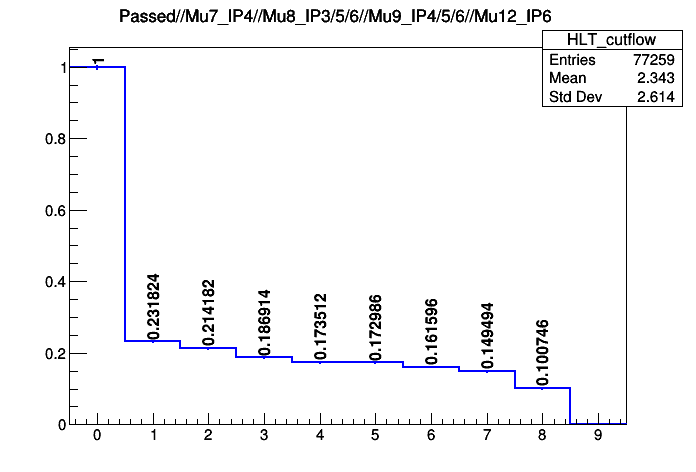 Passed//Mu7_IP4//Mu8_IP3/5/6//Mu9_IP4/5/6//Mu12_IP6
HLT_cutflow
Entries 77259
Mean 2.343
Std Dev 2.614
1
0.8
0.6
0.4
0.2
0
1
0.231824
0.214182
0.186914
0.173512
0.172986
0.161596
0.149494
0.100746
0 1 2 3 4 5 6 7 8 9